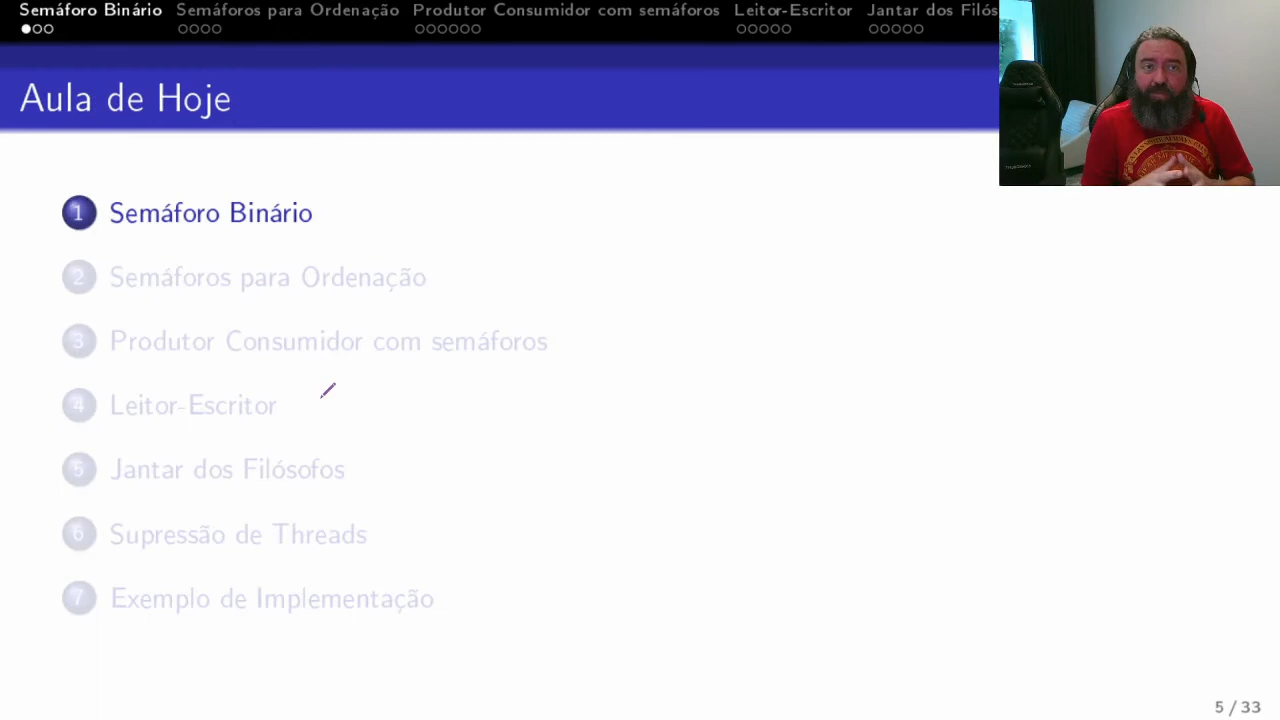 Semáforo Binário Semáforos para Ordenação Produtor Consumidor com semáforos Leitor-Escritor Jantar dos Filós
Aula de Hoje
1 Semáforo Binário
2 Semáforos para Ordenação
3 Produtor Consumidor com semáforos
4 Leitor-Escritor
5 Jantar dos Filósofos
6 Supressão de Threads
7 Exemplo de Implementação
5 / 33